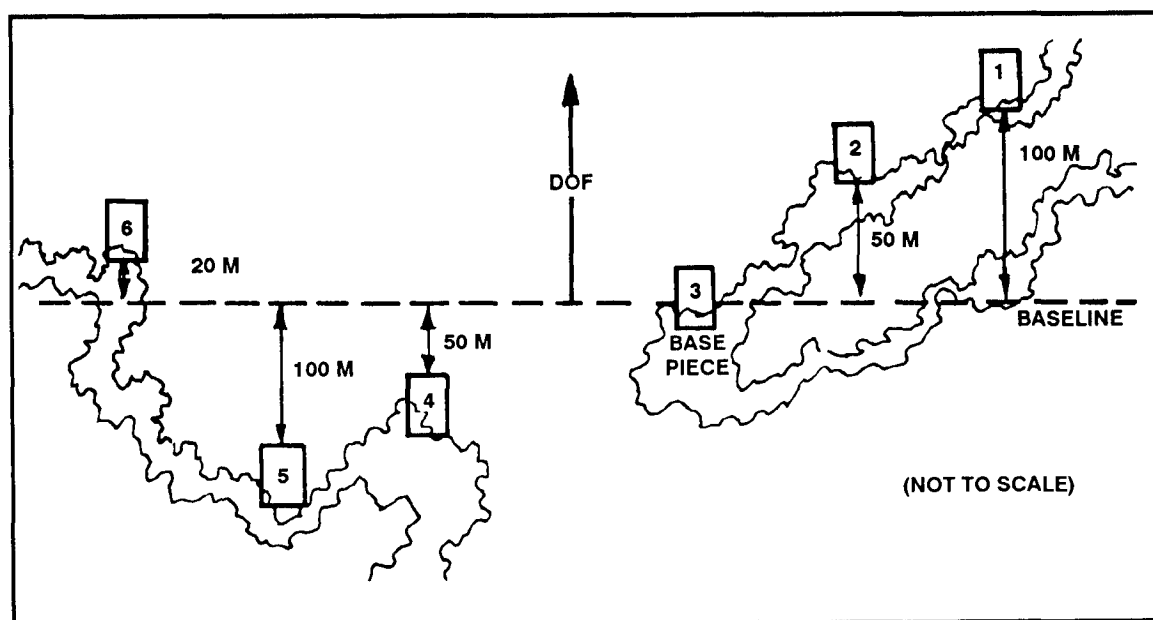 1
2
100 M
DOF
6
50 M
20 M
3
BASELINE
BASE
PIECE
50 M
100 M
4
5
(NOT TO SCALE)